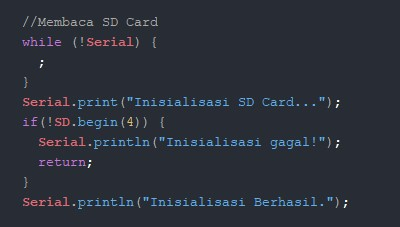 //Membaca SD Card
while (!Serial) {
;
}
Serial.print("Inisialisasi SD Card...");
if(!SD.begin(4)) {
Serial.println("Inisialisasi gagal!");
return;
}
Serial.println("Inisialisasi Berhasil.");